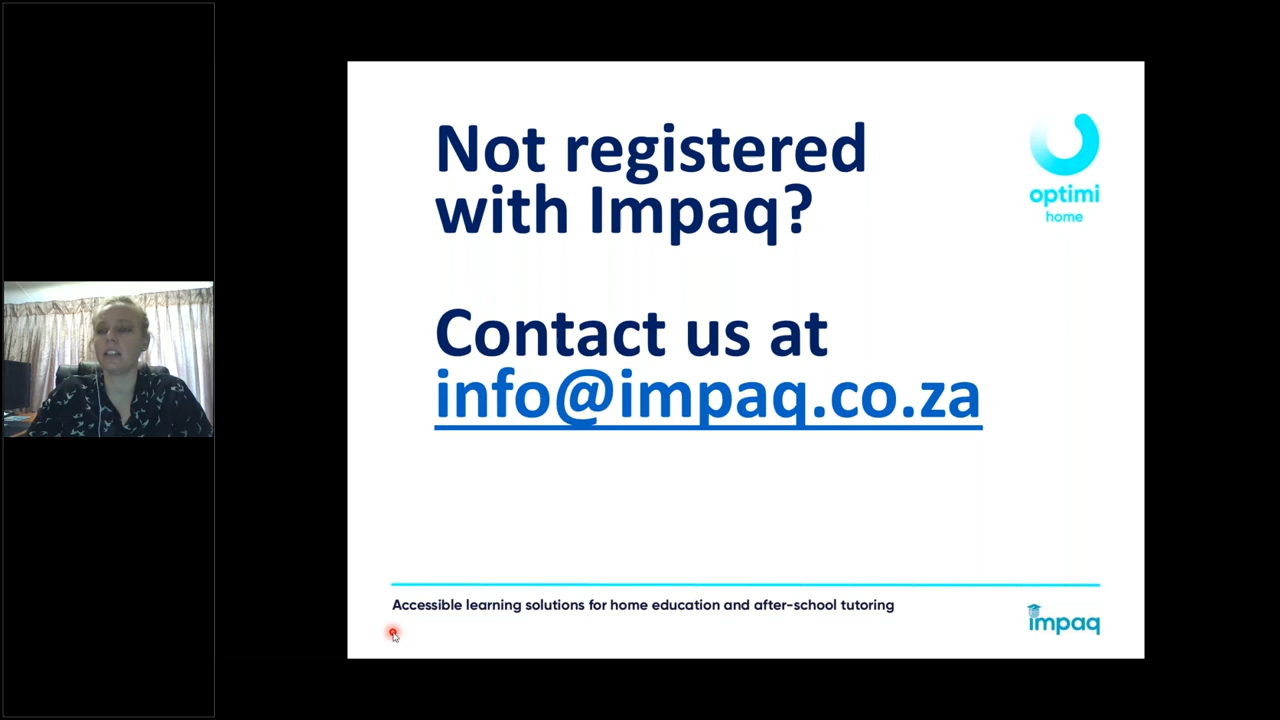 Not registered
with Impaq?
Contact us at
info@impaq.co.za
optimi
home
Accessible learning solutions for home education and after-school tutoring
impaq